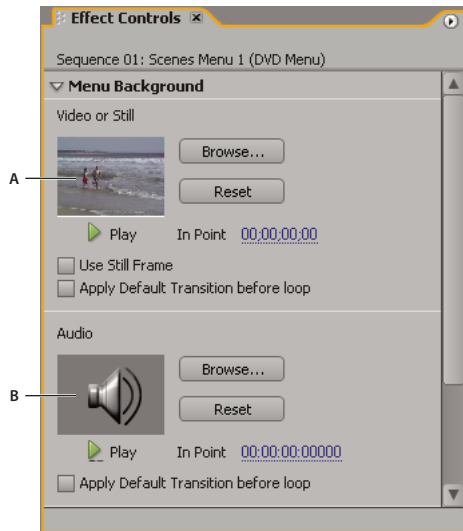 Effect Controls
Sequence 01: Scenes Menu 1 (DVD Menu)
Menu Background
Video or Still
A
Browse...
Reset
Play In Point 00;00;00;00
Use Still Frame
Apply Default Transition before loop
Audio
Browse...
B
Reset
Play In Point 00:00:00:00000
Apply Default Transition before loop